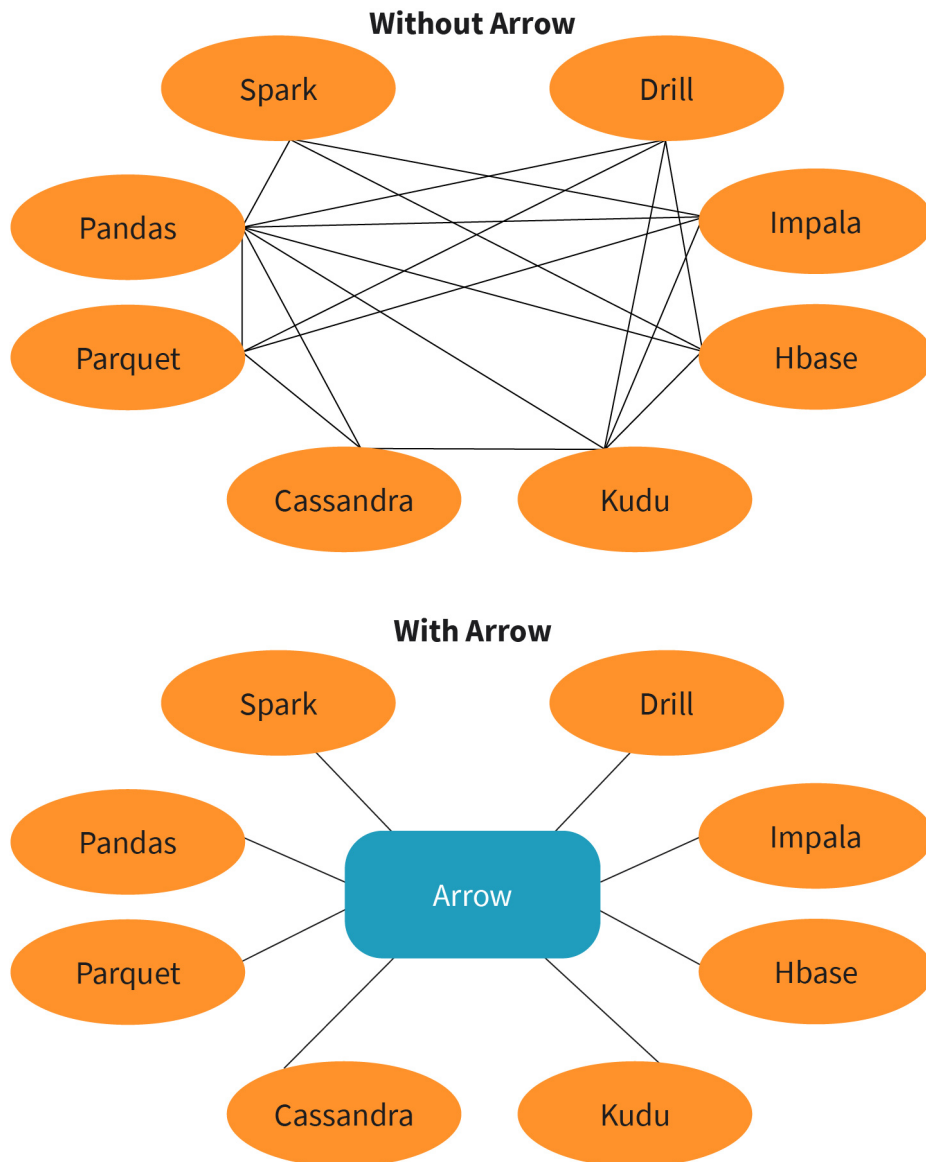 Without Arrow
Spark
Drill
Pandas
Impala
Parquet
Hbase
Cassandra
Kudu
With Arrow
Spark
Drill
Pandas
Impala
Arrow
Parquet
Hbase
Cassandra
Kudu